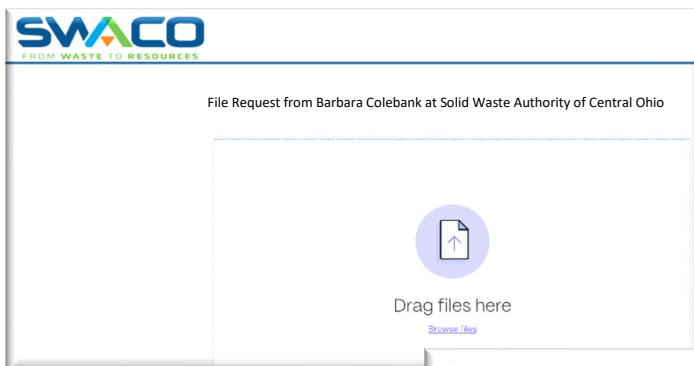 SWACO
FROM WASTE TO RESOURCES
File Request from Barbara Colebank at Solid Waste Authority of Central Ohio
Drag files here
Browse files